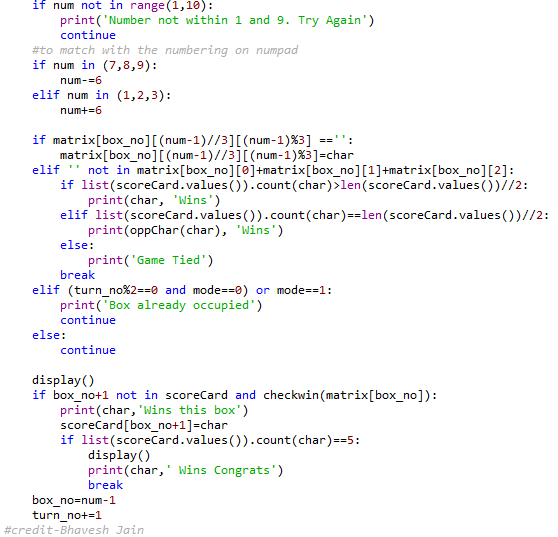 if num not in range(1,10):
    print('Number not within 1 and 9. Try Again')
    continue
#to match with the numbering on numpad
if num in (7,8,9):
    num-=6
elif num in (1,2,3):
    num+=6

if matrix[box_no][(num-1)//3][(num-1)%3] =='':
    matrix[box_no][(num-1)//3][(num-1)%3]=char
elif '' not in matrix[box_no][0]+matrix[box_no][1]+matrix[box_no][2]:
    if list(scoreCard.values()).count(char)>len(scoreCard.values())//2:
        print(char, 'Wins')
    elif list(scoreCard.values()).count(char)==len(scoreCard.values())//2:
        print(oppChar(char), 'Wins')
    else:
        print('Game Tied')
    break
elif (turn_no%2==0 and mode==0) or mode==1:
    print('Box already occupied')
    continue
else:
    continue

display()
if box_no+1 not in scoreCard and checkwin(matrix[box_no]):
    print(char,'Wins this box')
    scoreCard[box_no+1]=char
    if list(scoreCard.values()).count(char)==5:
        display()
        print(char,' Wins Congrats')
        break
box_no=num-1
turn_no+=1
#credit-Bhavesh Jain